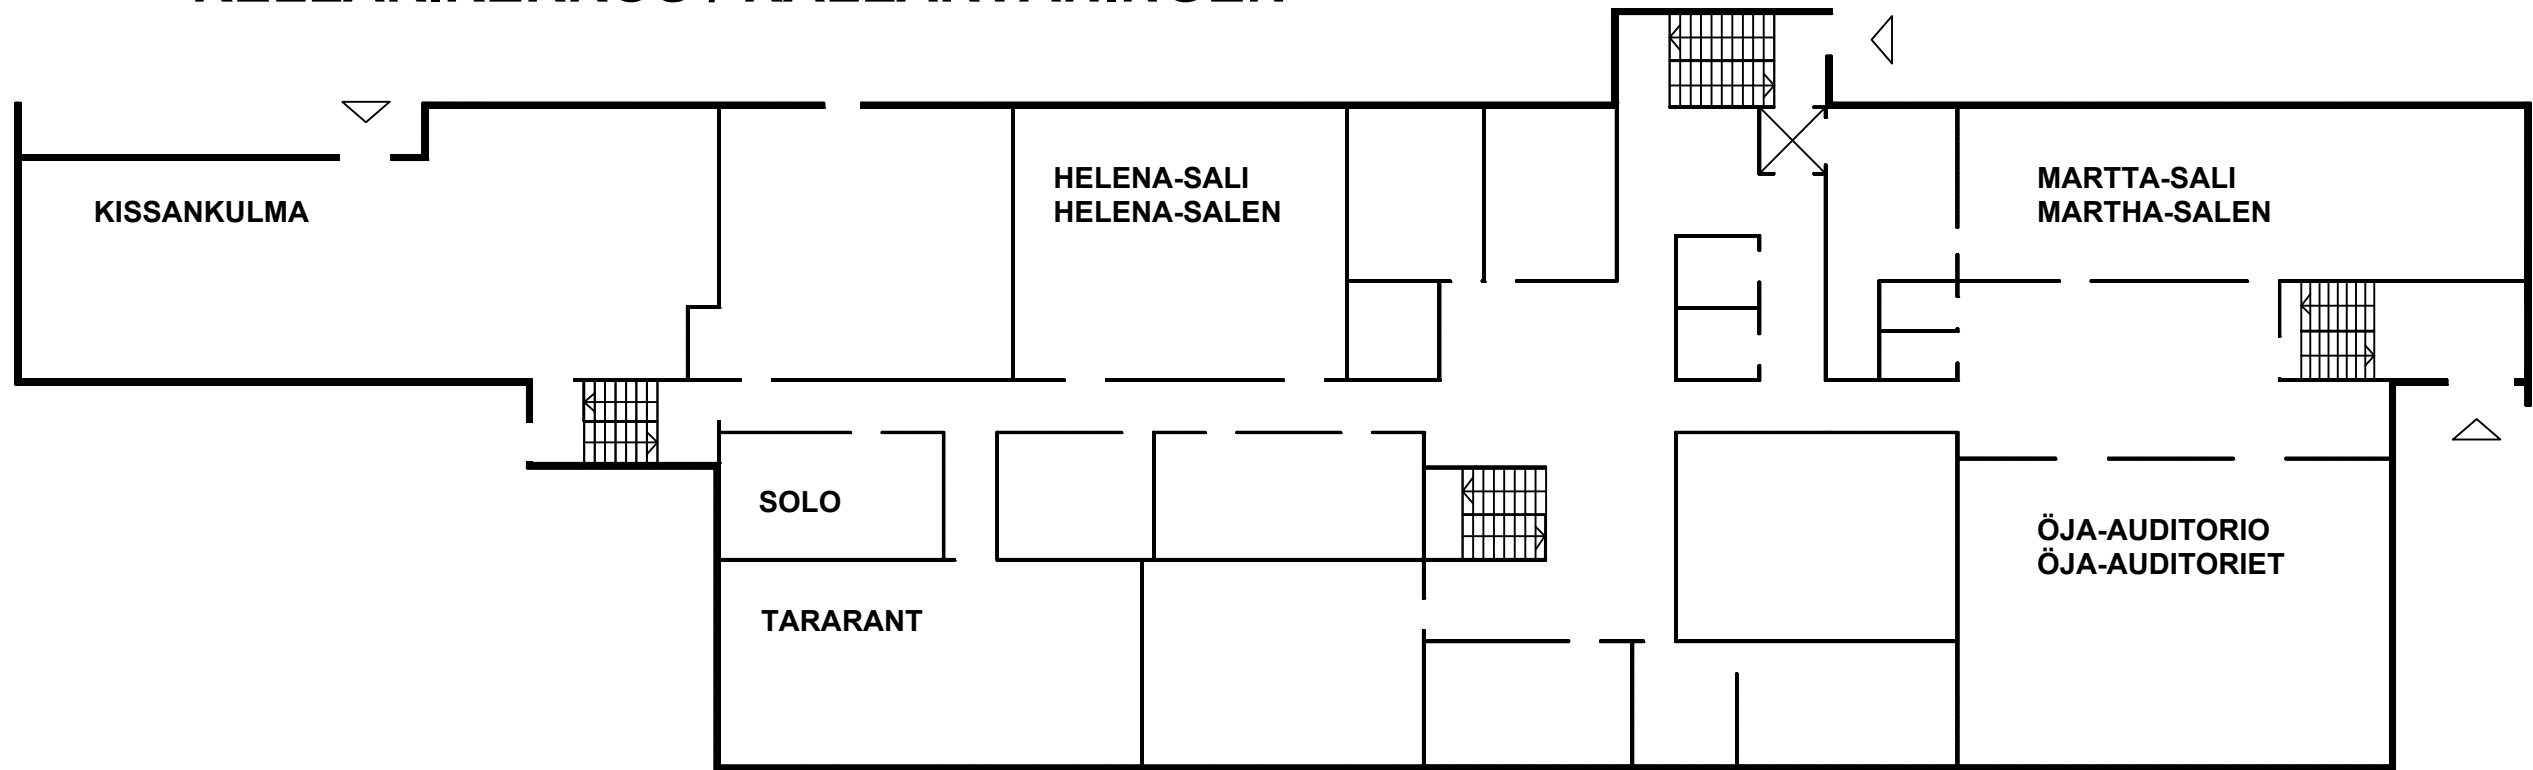 KISSANKULMA
HELENA-SALI
HELENA-SALEN
MARTTA-SALI
MARTHA-SALEN
SOLO
ÖJA-AUDITORIO
ÖJA-AUDITORIET
TARARANT